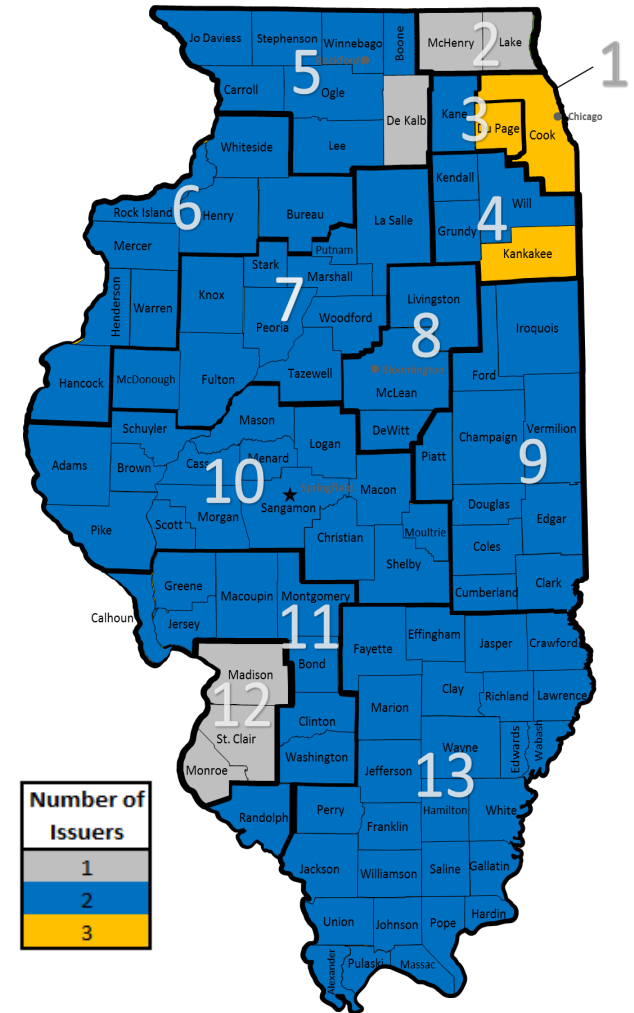 Jo Daviess
Stephenson
Winnebago
Boone
McHenry
Lake
2
1
5
Rockford
Carroll
Ogle
De Kalb
Kane
3
Du Page
Cook
Chicago
Lee
Whiteside
Kendall
Will
6
Rock Island
Henry
Bureau
La Salle
4
Grundy
Mercer
Putnam
Kankakee
Stark
Marshall
Henderson
Warren
Knox
7
Woodford
Livingston
Peoria
8
Iroquois
Hancock
McDonough
Fulton
Tazewell
Bloomington
McLean
Ford
Mason
DeWitt
Schuyler
Logan
Champaign
Vermilion
Adams
Brown
Cass
Menard
Piatt
9
10
Springfield
Macon
Sangamon
Douglas
Pike
Scott
Morgan
Christian
Moultrie
Edgar
Coles
Shelby
Greene
Macoupin
Montgomery
Cumberland
Clark
Calhoun
Jersey
11
Fayette
Effingham
Jasper
Crawford
Madison
Bond
12
Clay
Richland
Lawrence
Marion
St. Clair
Clinton
Wayne
Edwards
Wabash
Washington
Monroe
Jefferson
13
Number of
Issuers
1
2
3
Randolph
Perry
Hamilton
White
Franklin
Jackson
Williamson
Saline
Gallatin
Union
Johnson
Pope
Hardin
Alexander
Pulaski
Massac